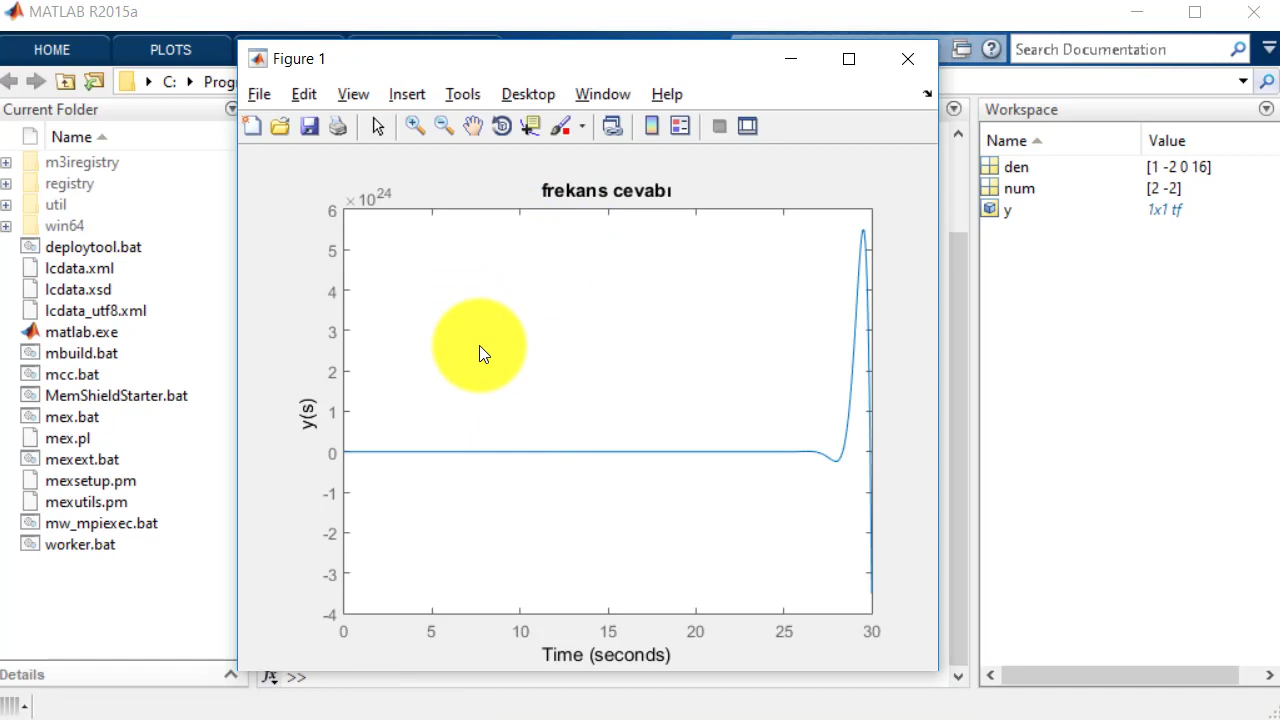 MATLAB R2015a
HOME
PLOTS
Search Documentation
C:
Prog
Current Folder
Name
m3iregistry
registry
util
win64
deploytool.bat
lcdata.xml
lcdata.xsd
lcdata_utf8.xml
matlab.exe
mbuild.bat
mcc.bat
MemShieldStarter.bat
mex.bat
mex.pl
mexext.bat
mexsetup.pm
mexutils.pm
mw_mpiexec.bat
worker.bat
Details
Figure 1
File Edit View Insert Tools Desktop Window Help
frekans cevabı
×10^24
6
5
4
3
2
1
0
-1
-2
-3
-4
y(s)
0 5 10 15 20 25 30
Time (seconds)
fx >>
Workspace
Name Value
den [1 -2 0 16]
num [2 -2]
y 1x1 tf